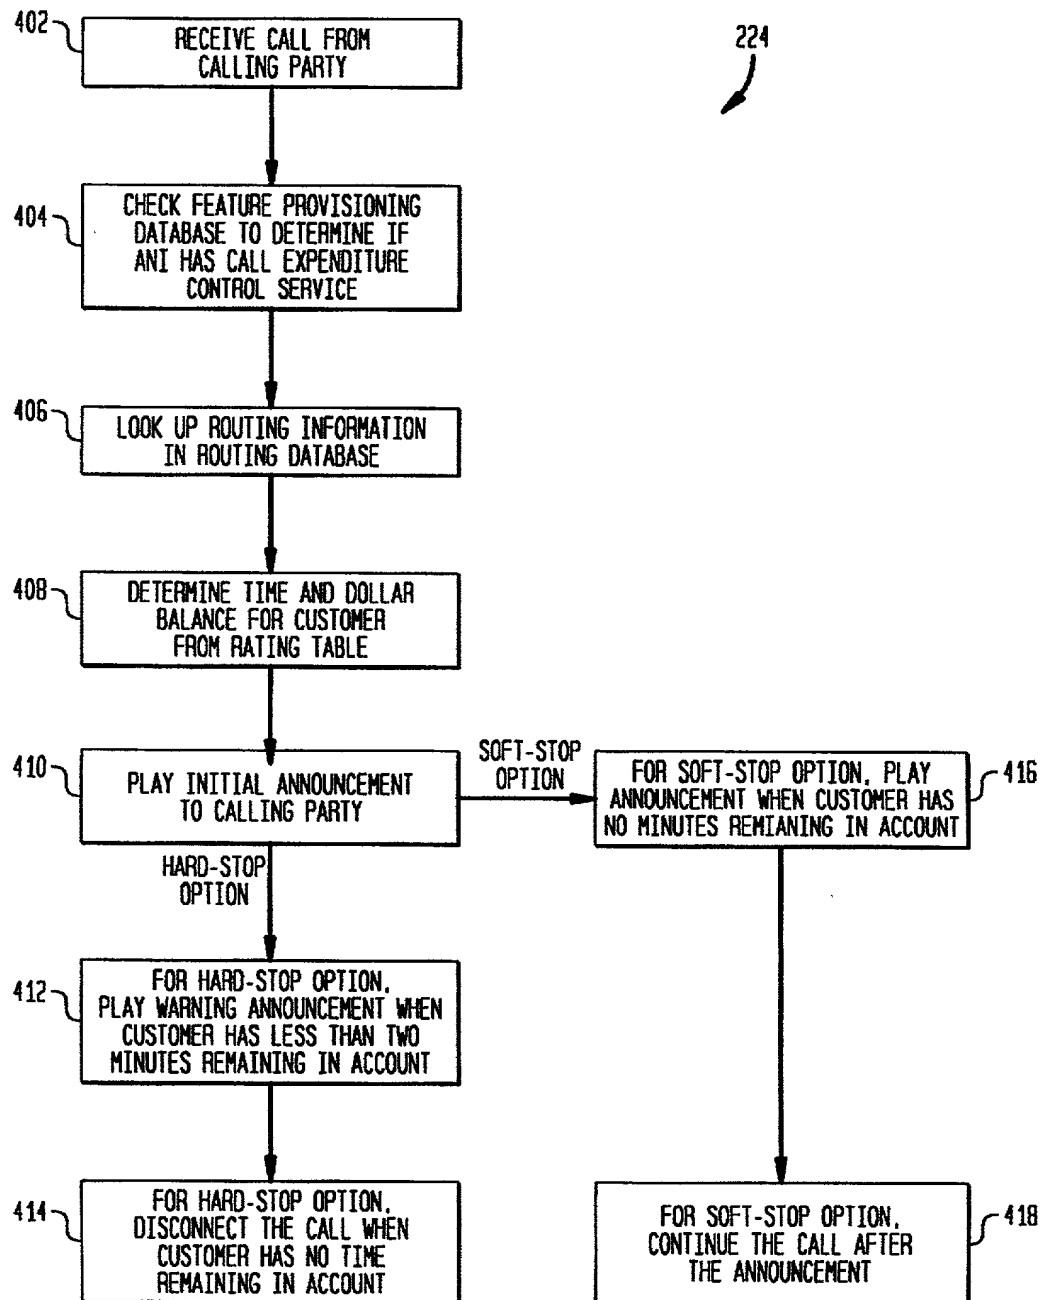 402
RECEIVE CALL FROM
CALLING PARTY
224
404
CHECK FEATURE PROVISIONING
DATABASE TO DETERMINE IF
ANI HAS CALL EXPENDITURE
CONTROL SERVICE
406
LOOK UP ROUTING INFORMATION
IN ROUTING DATABASE
408
DETERMINE TIME AND DOLLAR
BALANCE FOR CUSTOMER
FROM RATING TABLE
410
PLAY INITIAL ANNOUNCEMENT
TO CALLING PARTY
SOFT-STOP
OPTION
416
FOR SOFT-STOP OPTION, PLAY
ANNOUNCEMENT WHEN CUSTOMER HAS
NO MINUTES REMIANING IN ACCOUNT
HARD-STOP
OPTION
412
FOR HARD-STOP OPTION,
PLAY WARNING ANNOUNCEMENT WHEN
CUSTOMER HAS LESS THAN TWO
MINUTES REMAINING IN ACCOUNT
414
FOR HARD-STOP OPTION,
DISCONNECT THE CALL WHEN
CUSTOMER HAS NO TIME
REMAINING IN ACCOUNT
418
FOR SOFT-STOP OPTION,
CONTINUE THE CALL AFTER
THE ANNOUNCEMENT